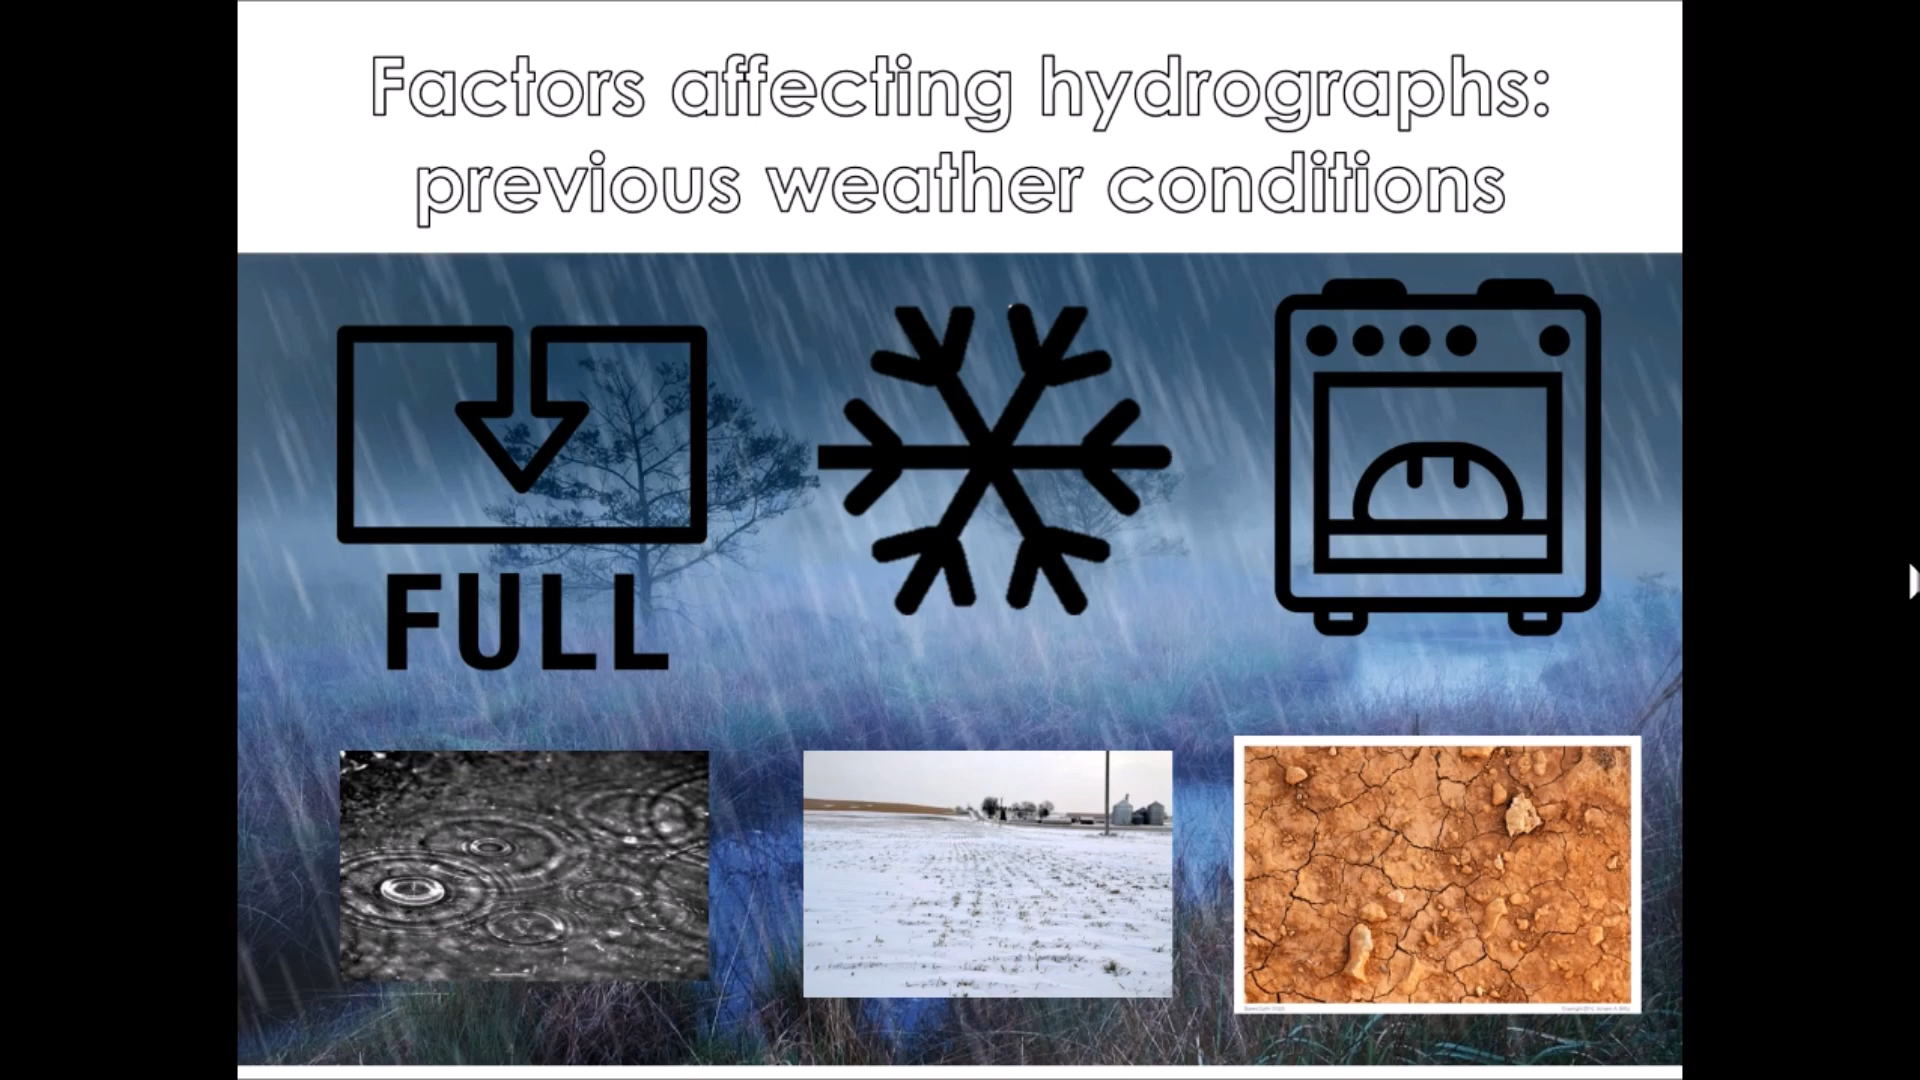 Factors affecting hydrographs:
previous weather conditions
FULL